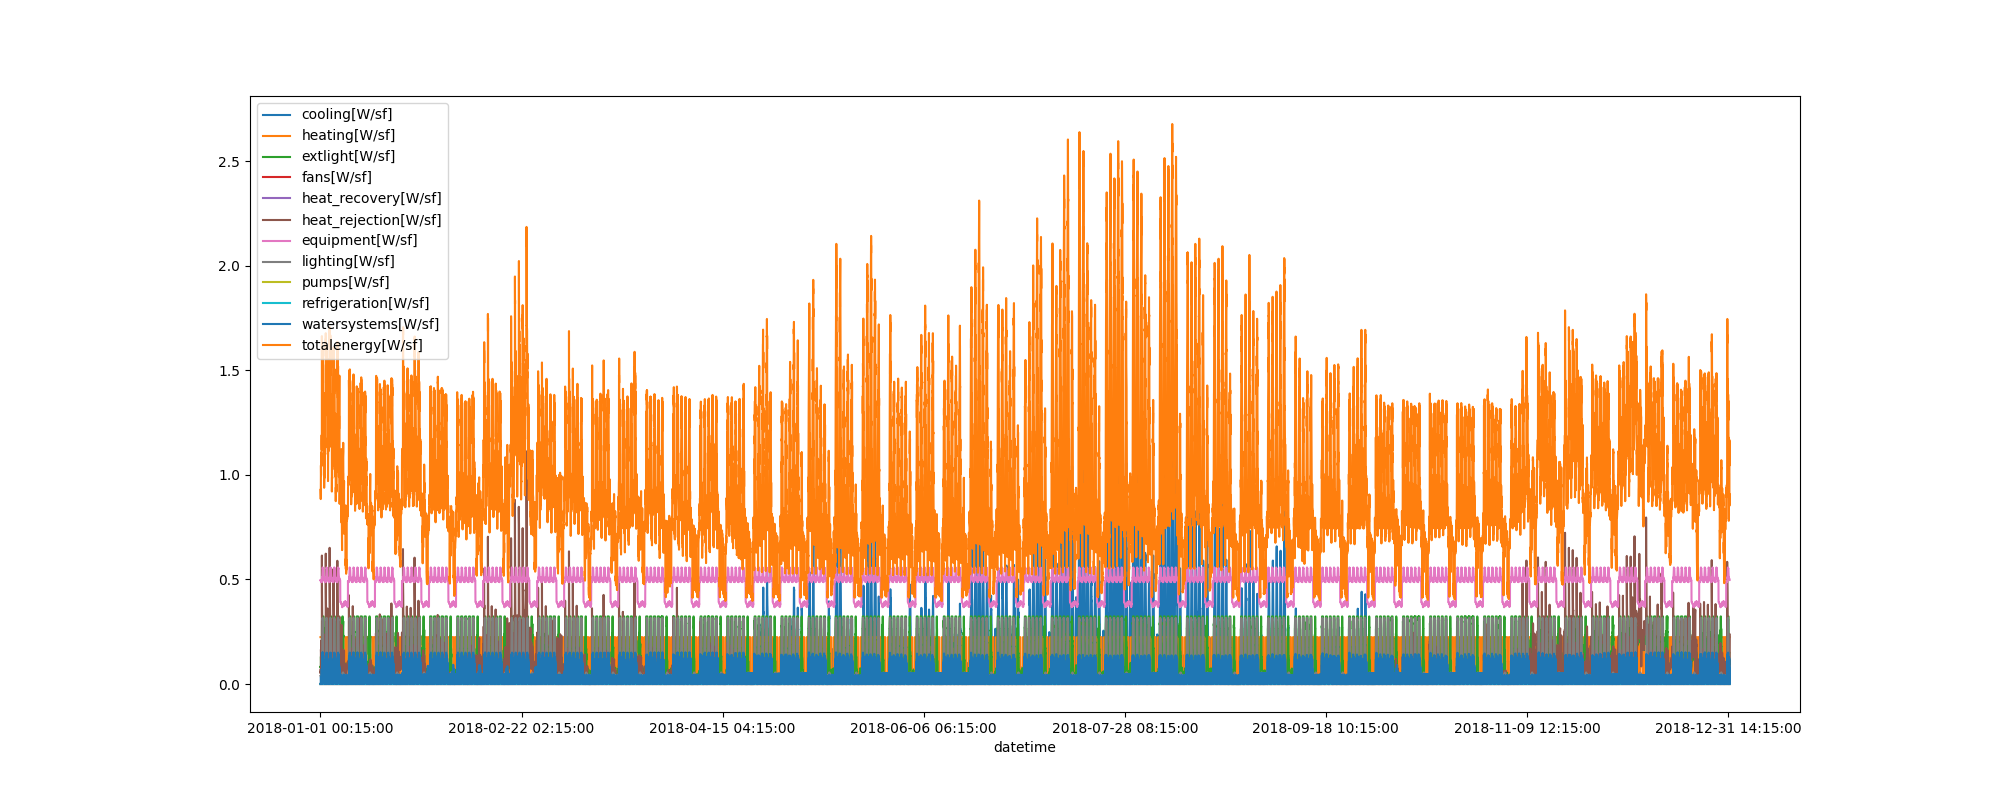 cooling[W/sf]
heating[W/sf]
extlight[W/sf]
fans[W/sf]
heat_recovery[W/sf]
heat_rejection[W/sf]
equipment[W/sf]
lighting[W/sf]
pumps[W/sf]
refrigeration[W/sf]
watersystems[W/sf]
totalenergy[W/sf]
2.5
2.0
1.5
1.0
0.5
0.0
2018-01-01 00:15:00 2018-02-22 02:15:00 2018-04-15 04:15:00 2018-06-06 06:15:00 2018-07-28 08:15:00 2018-09-18 10:15:00 2018-11-09 12:15:00 2018-12-31 14:15:00
datetime